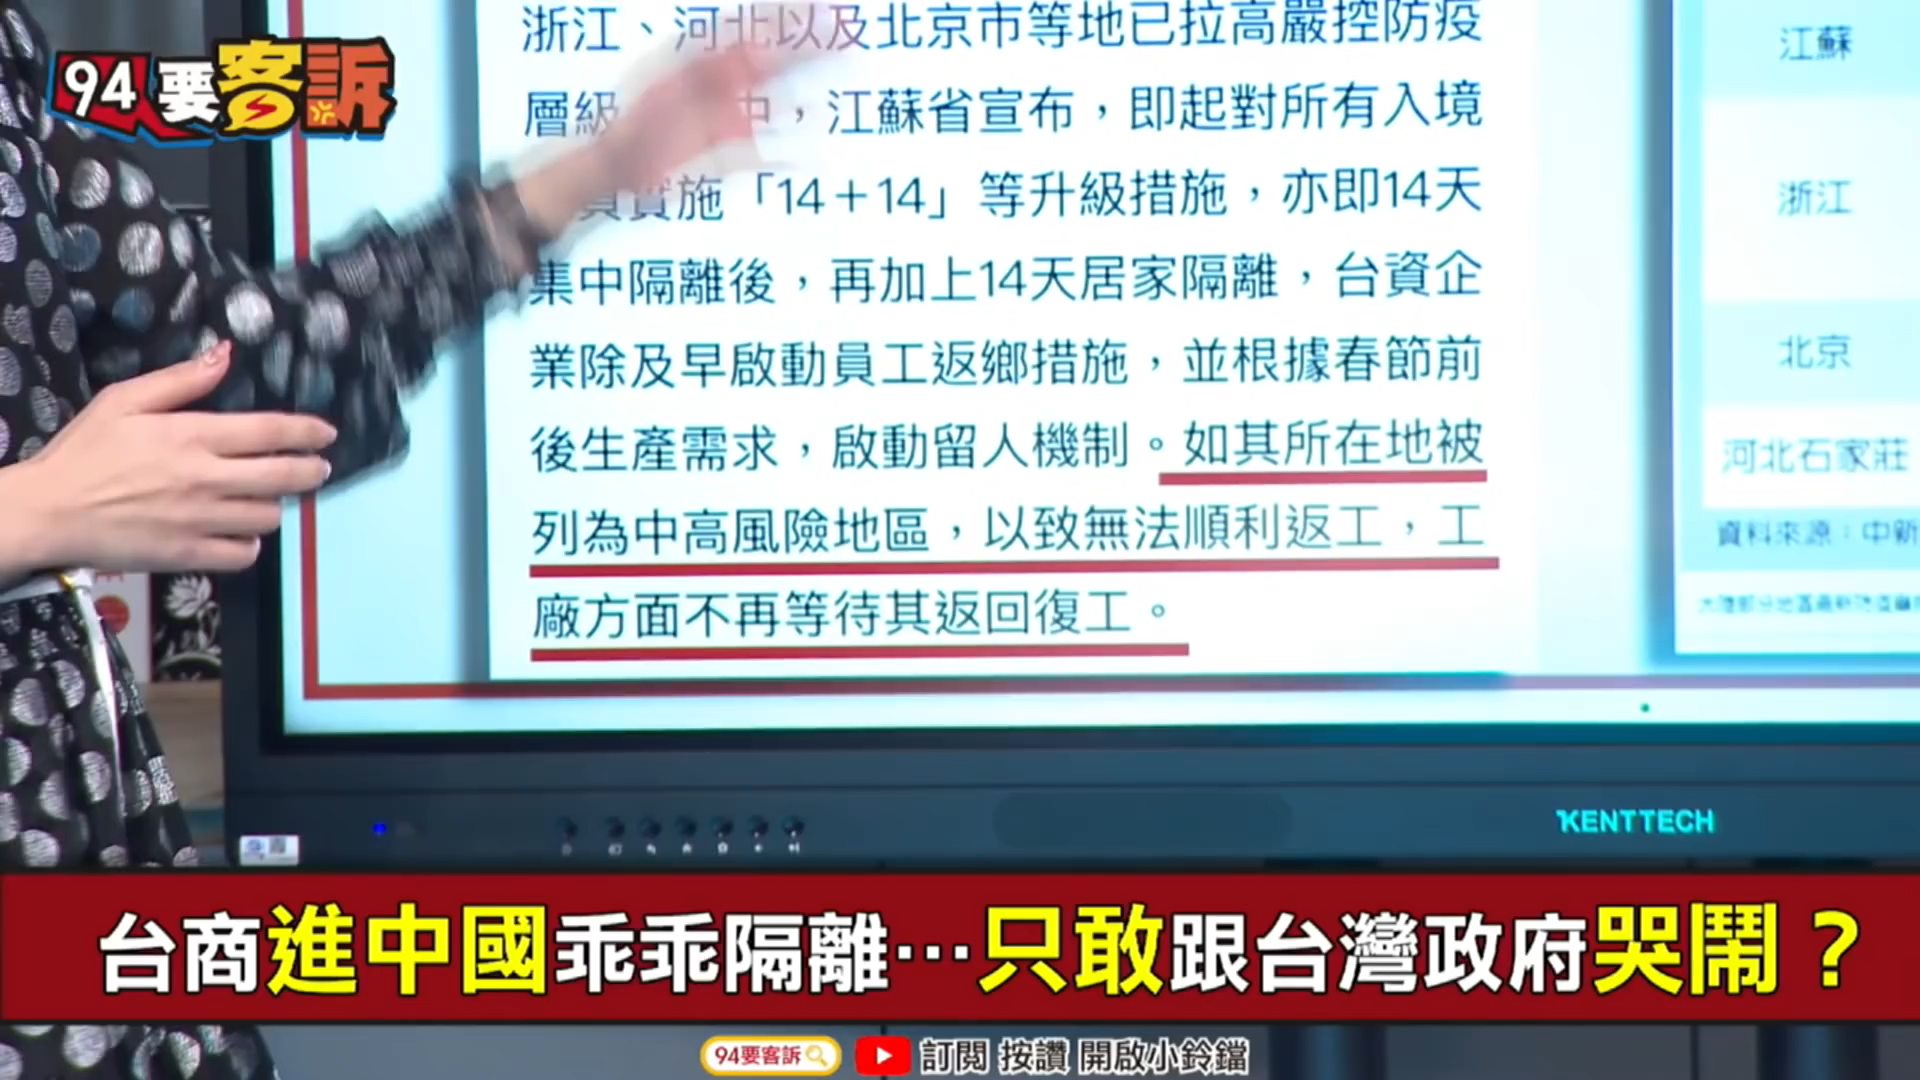 94要客訴
浙江、河北以及北京市等地已拉高嚴控防疫
層級 中，江蘇省宣布，即起對所有入境
員實施「14＋14」等升級措施，亦即14天
集中隔離後，再加上14天居家隔離，台資企
業除及早啟動員工返鄉措施，並根據春節前
後生產需求，啟動留人機制。如其所在地被
列為中高風險地區，以致無法順利返工，工
廠方面不再等待其返回復工。
江蘇
浙江
北京
河北石家莊
資料來源：中新
KENTTECH
台商進中國乖乖隔離…只敢跟台灣政府哭鬧？
94要客訴 訂閱 按讚 開啟小鈴鐺